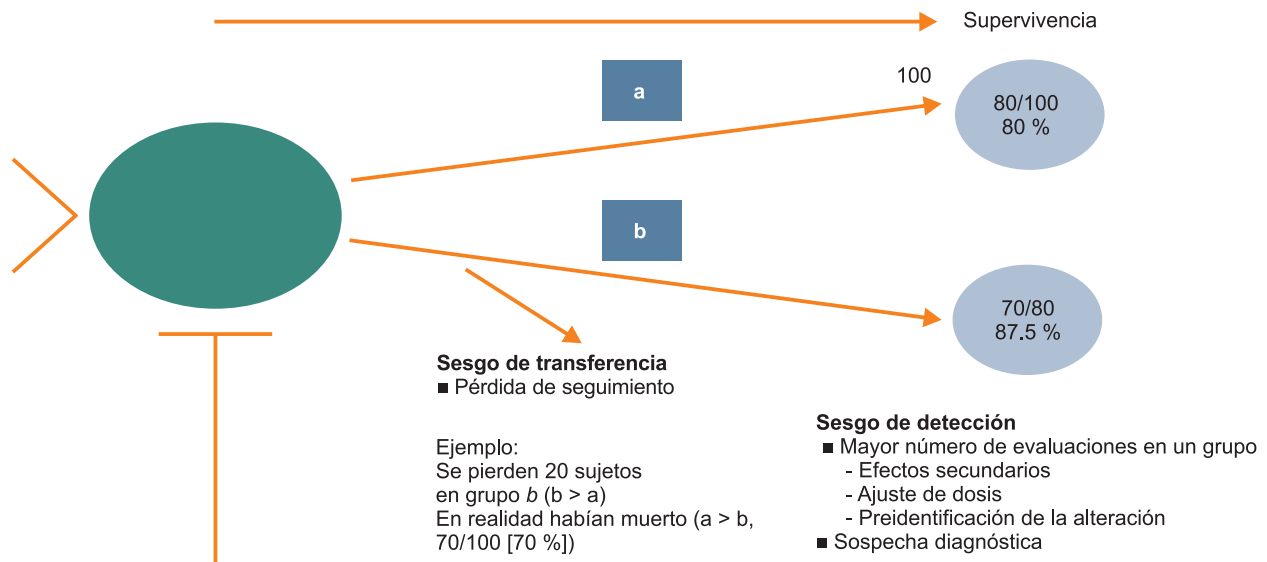 Supervivencia
a
100
80/100
80 %
b
70/80
87.5 %
Sesgo de transferencia
■ Pérdida de seguimiento
Ejemplo:
Se pierden 20 sujetos
en grupo b (b > a)
En realidad habían muerto (a > b,
70/100 [70 %])
Sesgo de detección
■ Mayor número de evaluaciones en un grupo
- Efectos secundarios
- Ajuste de dosis
- Preidentificación de la alteración
■ Sospecha diagnóstica